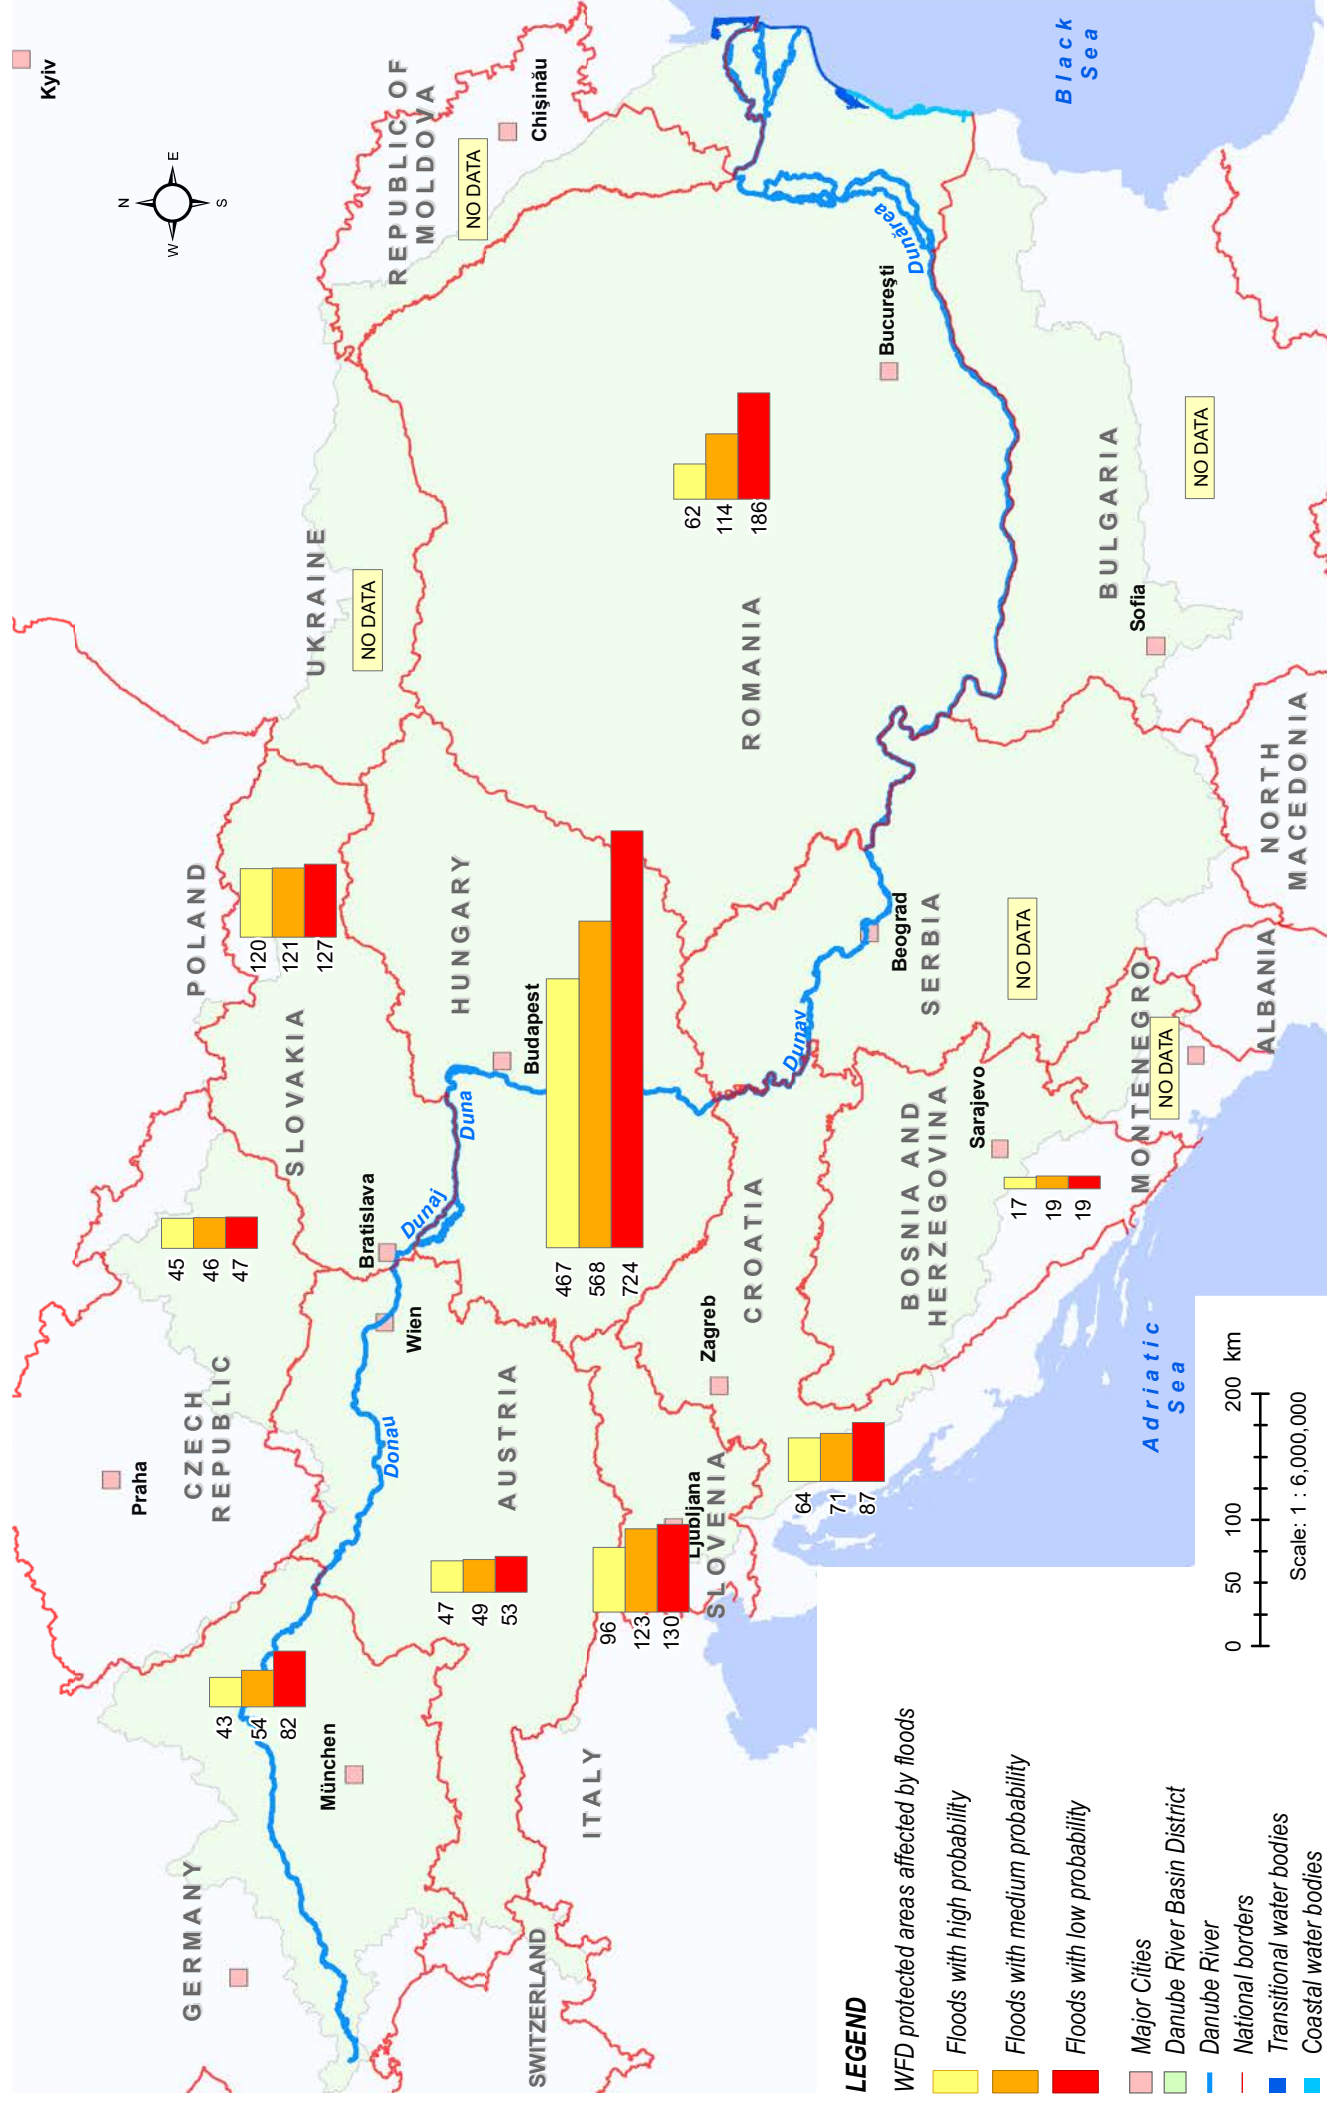 Kyiv
N
W
E
S
REPUBLIC OF
MOLDOVA
NO DATA
Chişinău
Black
Sea
UKRAINE
NO DATA
POLAND
120
121
127
SLOVAKIA
CZECH
REPUBLIC
Praha
45
46
47
GERMANY
43
54
82
München
Donau
Wien
Bratislava
Dunaj
Duna
HUNGARY
Budapest
467
568
724
AUSTRIA
47
49
53
SWITZERLAND
ITALY
96
123
130
Ljubljana
SLOVENIA
Zagreb
CROATIA
64
71
87
ROMANIA
62
114
186
Bucureşti
Dunărea
Dunav
Beograd
SERBIA
NO DATA
BOSNIA AND
HERZEGOVINA
Sarajevo
17
19
19
MONTENEGRO
NO DATA
ALBANIA
NORTH
MACEDONIA
BULGARIA
Sofia
NO DATA
Adriatic
Sea
0 50 100 200 km
Scale: 1 : 6,000,000
LEGEND
WFD protected areas affected by floods
Floods with high probability
Floods with medium probability
Floods with low probability
Major Cities
Danube River Basin District
Danube River
National borders
Transitional water bodies
Coastal water bodies